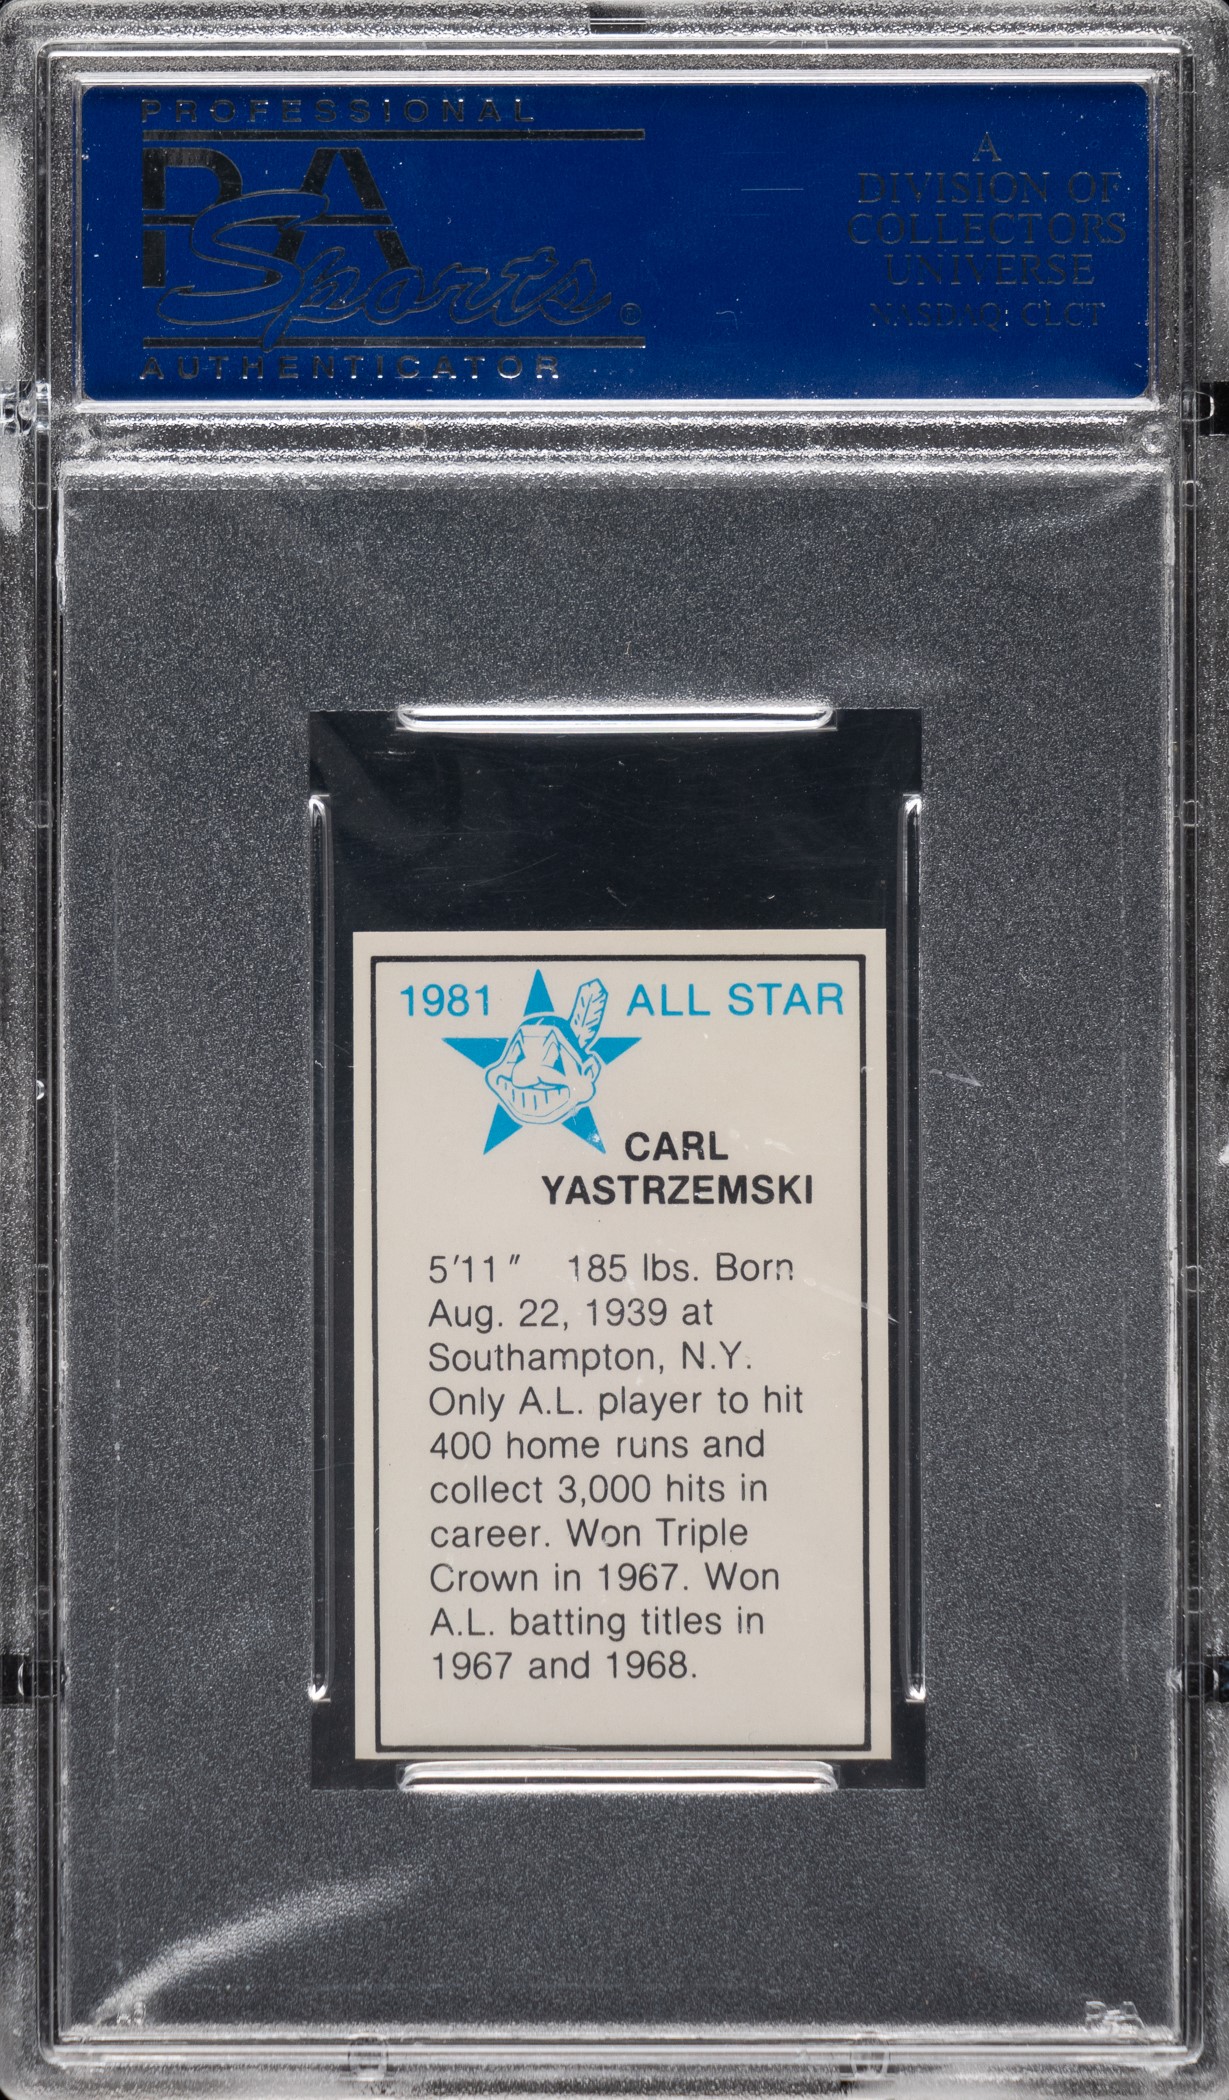 PROFESSIONAL
PSA
Sports®
AUTHENTICATOR
A
DIVISION OF
COLLECTORS
UNIVERSE
NASDAQ: CLCT
1981 ALL STAR
CARL
YASTRZEMSKI
5'11" 185 lbs. Born
Aug. 22, 1939 at
Southampton, N.Y.
Only A.L. player to hit
400 home runs and
collect 3,000 hits in
career. Won Triple
Crown in 1967. Won
A.L. batting titles in
1967 and 1968.
PSA